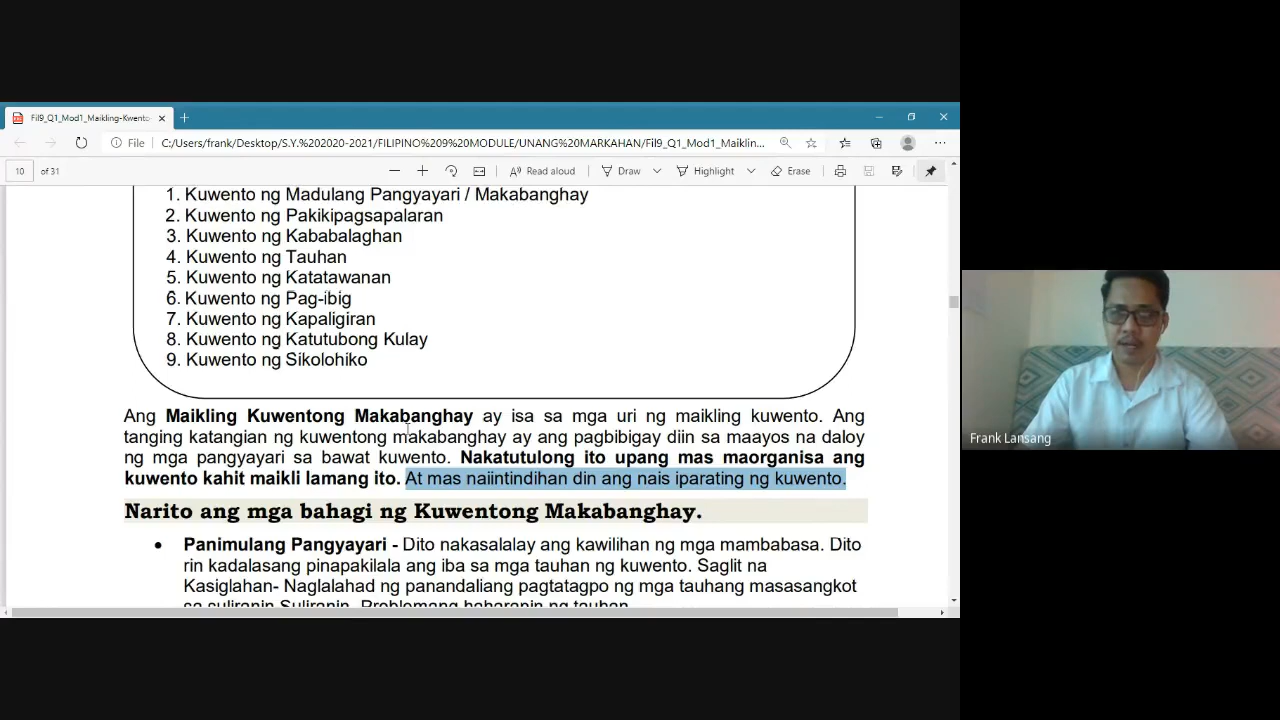 Fil9_Q1_Mod1_Maikling-Kwento
File C:/Users/frank/Desktop/S.Y.%202020-2021/FILIPINO%209%20MODULE/UNANG%20MARKAHAN/Fil9_Q1_Mod1_Maiklin...
10 of 31 Read aloud Draw Highlight Erase
1. Kuwento ng Madulang Pangyayari / Makabanghay
2. Kuwento ng Pakikipagsapalaran
3. Kuwento ng Kababalaghan
4. Kuwento ng Tauhan
5. Kuwento ng Katatawanan
6. Kuwento ng Pag-ibig
7. Kuwento ng Kapaligiran
8. Kuwento ng Katutubong Kulay
9. Kuwento ng Sikolohiko
Ang Maikling Kuwentong Makabanghay ay isa sa mga uri ng maikling kuwento. Ang
tanging katangian ng kuwentong makabanghay ay ang pagbibigay diin sa maayos na daloy
ng mga pangyayari sa bawat kuwento. Nakatutulong ito upang mas maorganisa ang
kuwento kahit maikli lamang ito. At mas naiintindihan din ang nais iparating ng kuwento.
Narito ang mga bahagi ng Kuwentong Makabanghay.
• Panimulang Pangyayari - Dito nakasalalay ang kawilihan ng mga mambabasa. Dito
rin kadalasang pinapakilala ang iba sa mga tauhan ng kuwento. Saglit na
Kasiglahan- Naglalahad ng panandaliang pagtatagpo ng mga tauhang masasangkot
sa suliranin Suliranin- Problemang haharapin ng tauhan
Frank Lansang